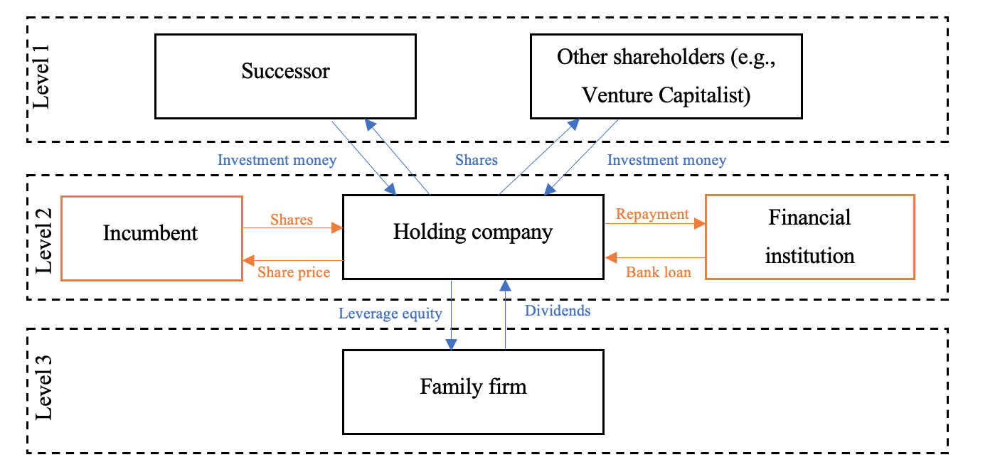 Level 1
Successor
Other shareholders (e.g.,
Venture Capitalist)
Investment money
Shares
Investment money
Level 2
Incumbent
Shares
Share price
Holding company
Repayment
Bank loan
Financial
institution
Leverage equity
Dividends
Level 3
Family firm